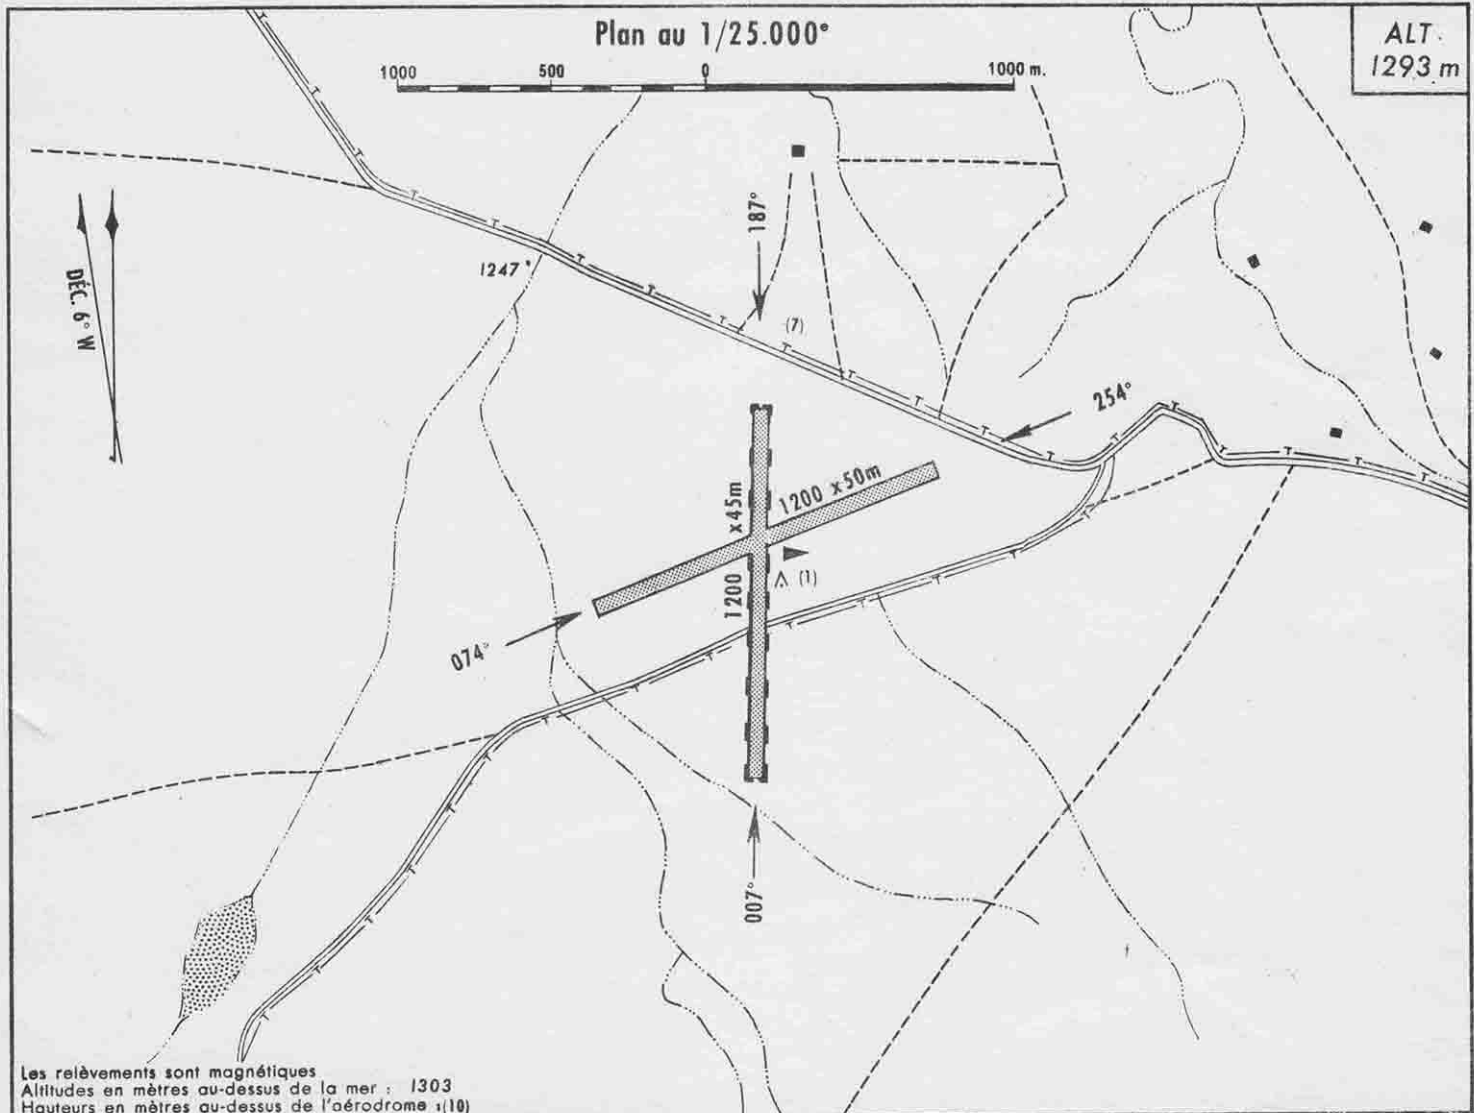 Plan au 1/25.000°
ALT.
1293 m
1000 500 0 1000 m.
187°
1247
DÉC. 6° W
(7)
254°
1200 x 50m
1200 x 45m
(1)
074°
007°
Les relèvements sont magnétiques
Altitudes en mètres au-dessus de la mer : 1303
Hauteurs en mètres au-dessus de l'aérodrome :(10)